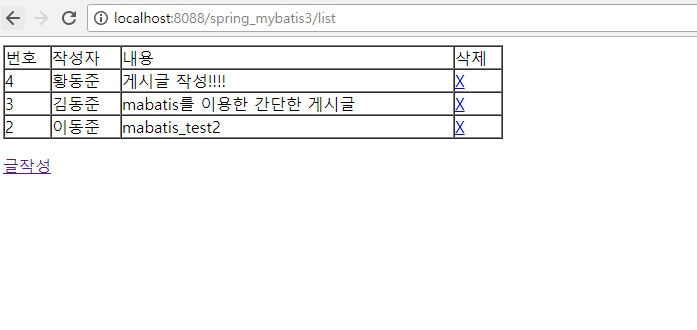 localhost:8088/spring_mybatis3/list
번호 작성자 내용 삭제
4 황동준 게시글 작성!!!! X
3 김동준 mabatis를 이용한 간단한 게시글 X
2 이동준 mabatis_test2 X
글작성